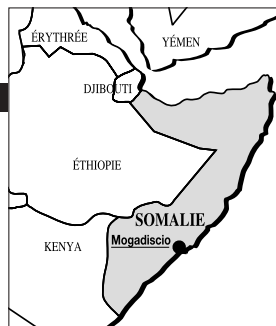 ÉRYTHRÉE
YÉMEN
DJIBOUTI
ÉTHIOPIE
SOMALIE
KENYA
Mogadiscio